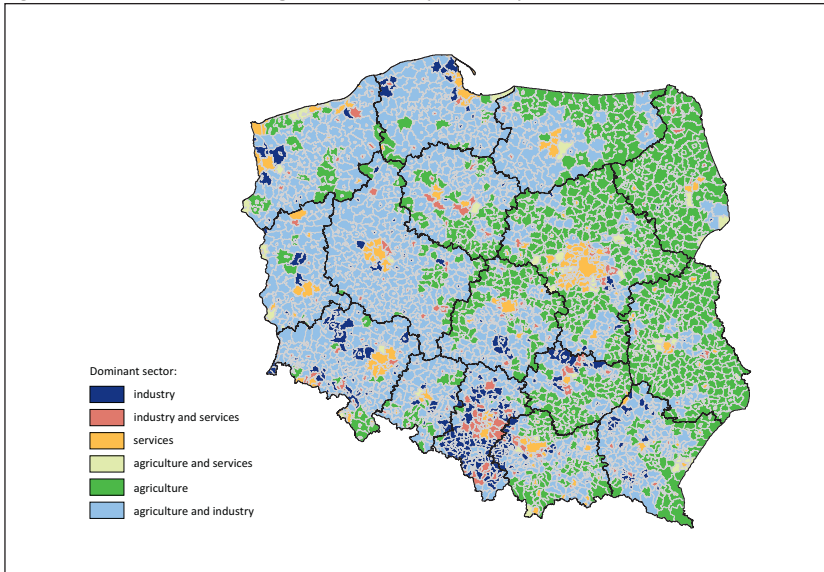 Dominant sector:
industry
industry and services
services
agriculture and services
agriculture
agriculture and industry